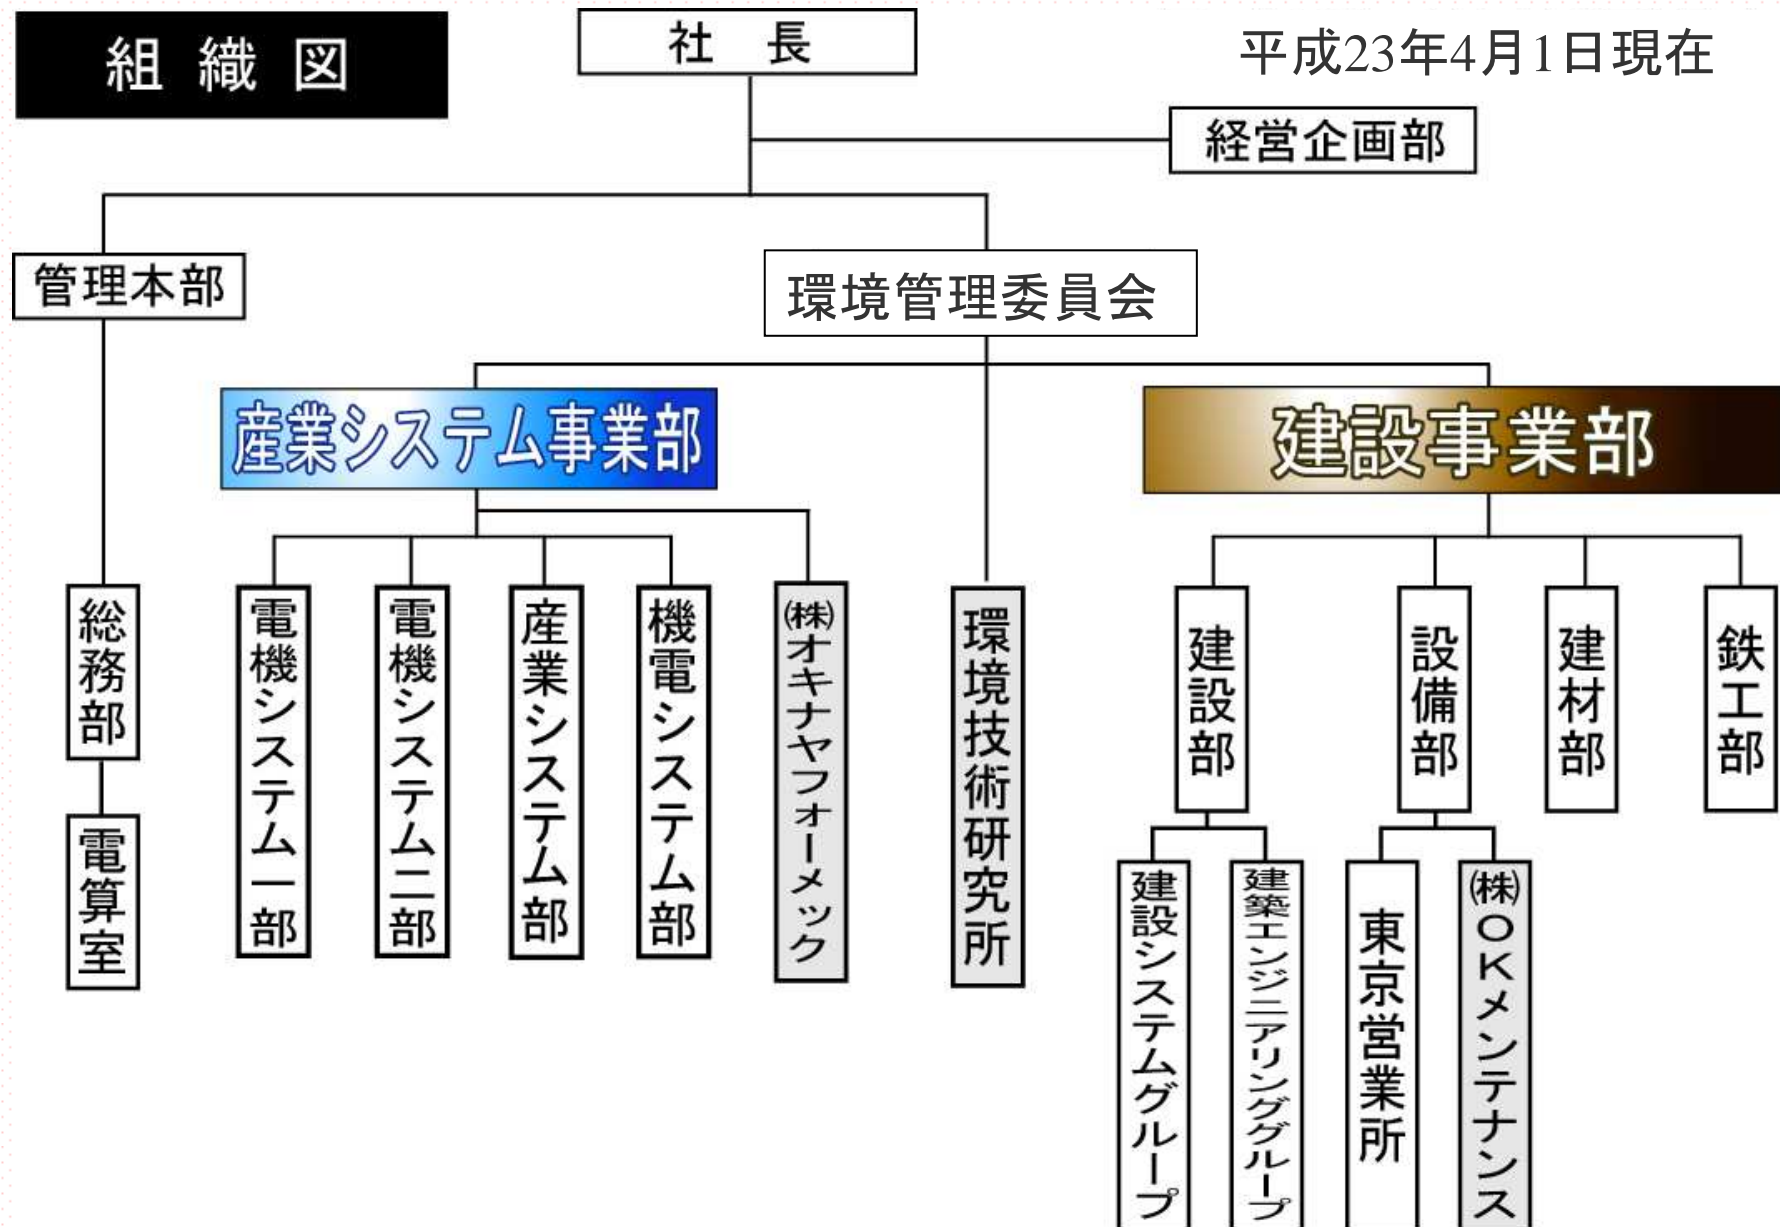 組織図
社長
平成23年4月1日現在
経営企画部
管理本部
環境管理委員会
産業システム事業部
建設事業部
総務部
電機システム一部
電機システム二部
産業システム部
機電システム部
㈱オキナヤフォーメック
環境技術研究所
建設部
設備部
建材部
鉄工部
電算室
建設システムグループ
建築エンジニアリンググループ
東京営業所
㈱OKメンテナンス